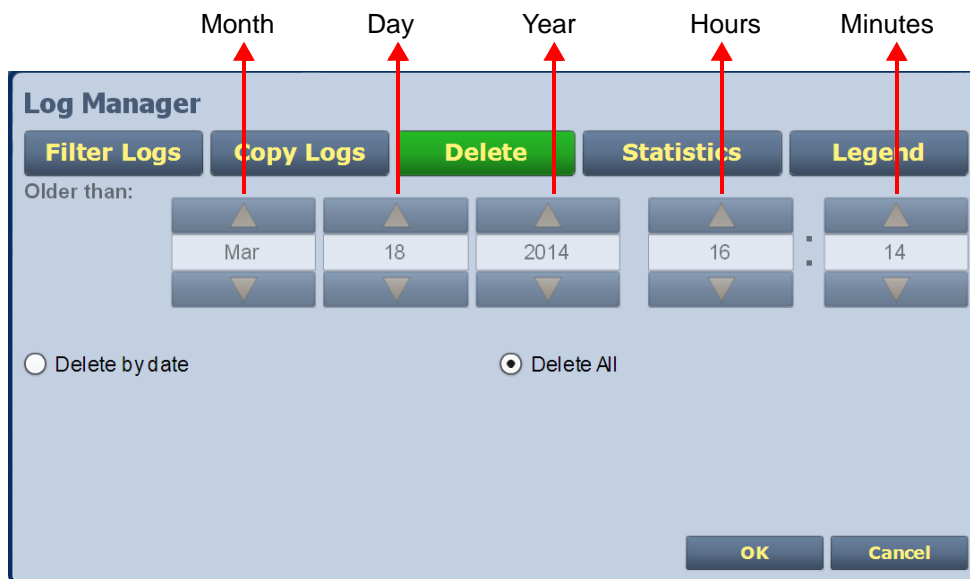 Month Day Year Hours Minutes
Log Manager
Filter Logs Copy Logs Delete Statistics Legend
Older than:
Mar 18 2014 16 : 14
Delete by date Delete All
OK Cancel